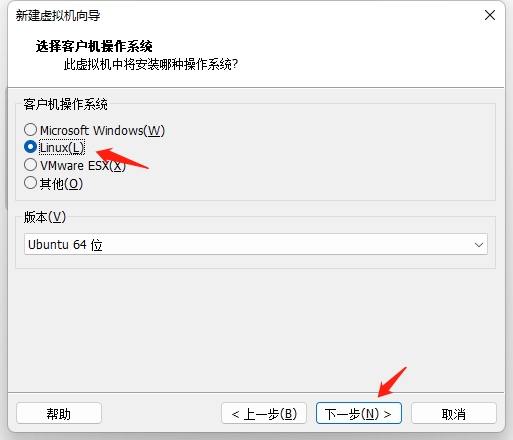 新建虚拟机向导
选择客户机操作系统
此虚拟机中将安装哪种操作系统?
客户机操作系统
Microsoft Windows(W)
Linux(L)
VMware ESX(X)
其他(O)
版本(V)
Ubuntu 64 位
帮助
< 上一步(B)
下一步(N) >
取消